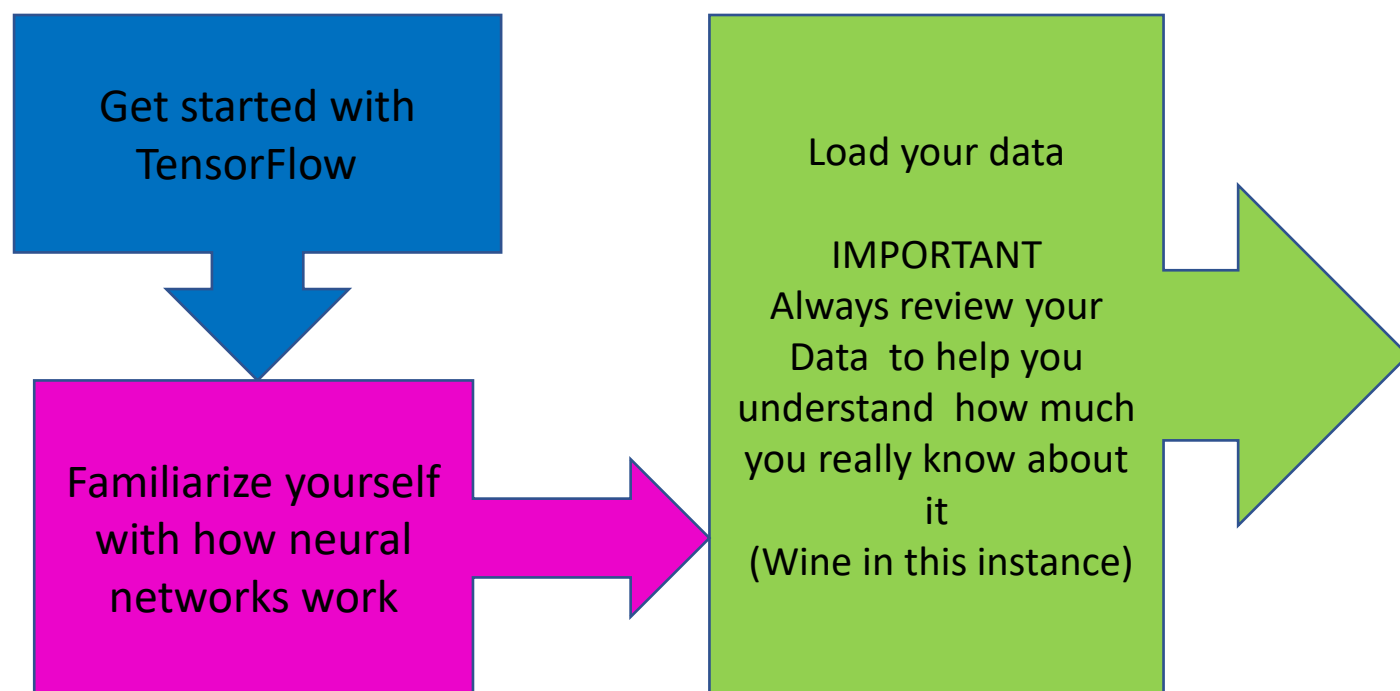 Get started with
TensorFlow
Familiarize yourself
with how neural
networks work
Load your data
IMPORTANT
Always review your
Data  to help you
understand  how much
you really know about
it
(Wine in this instance)